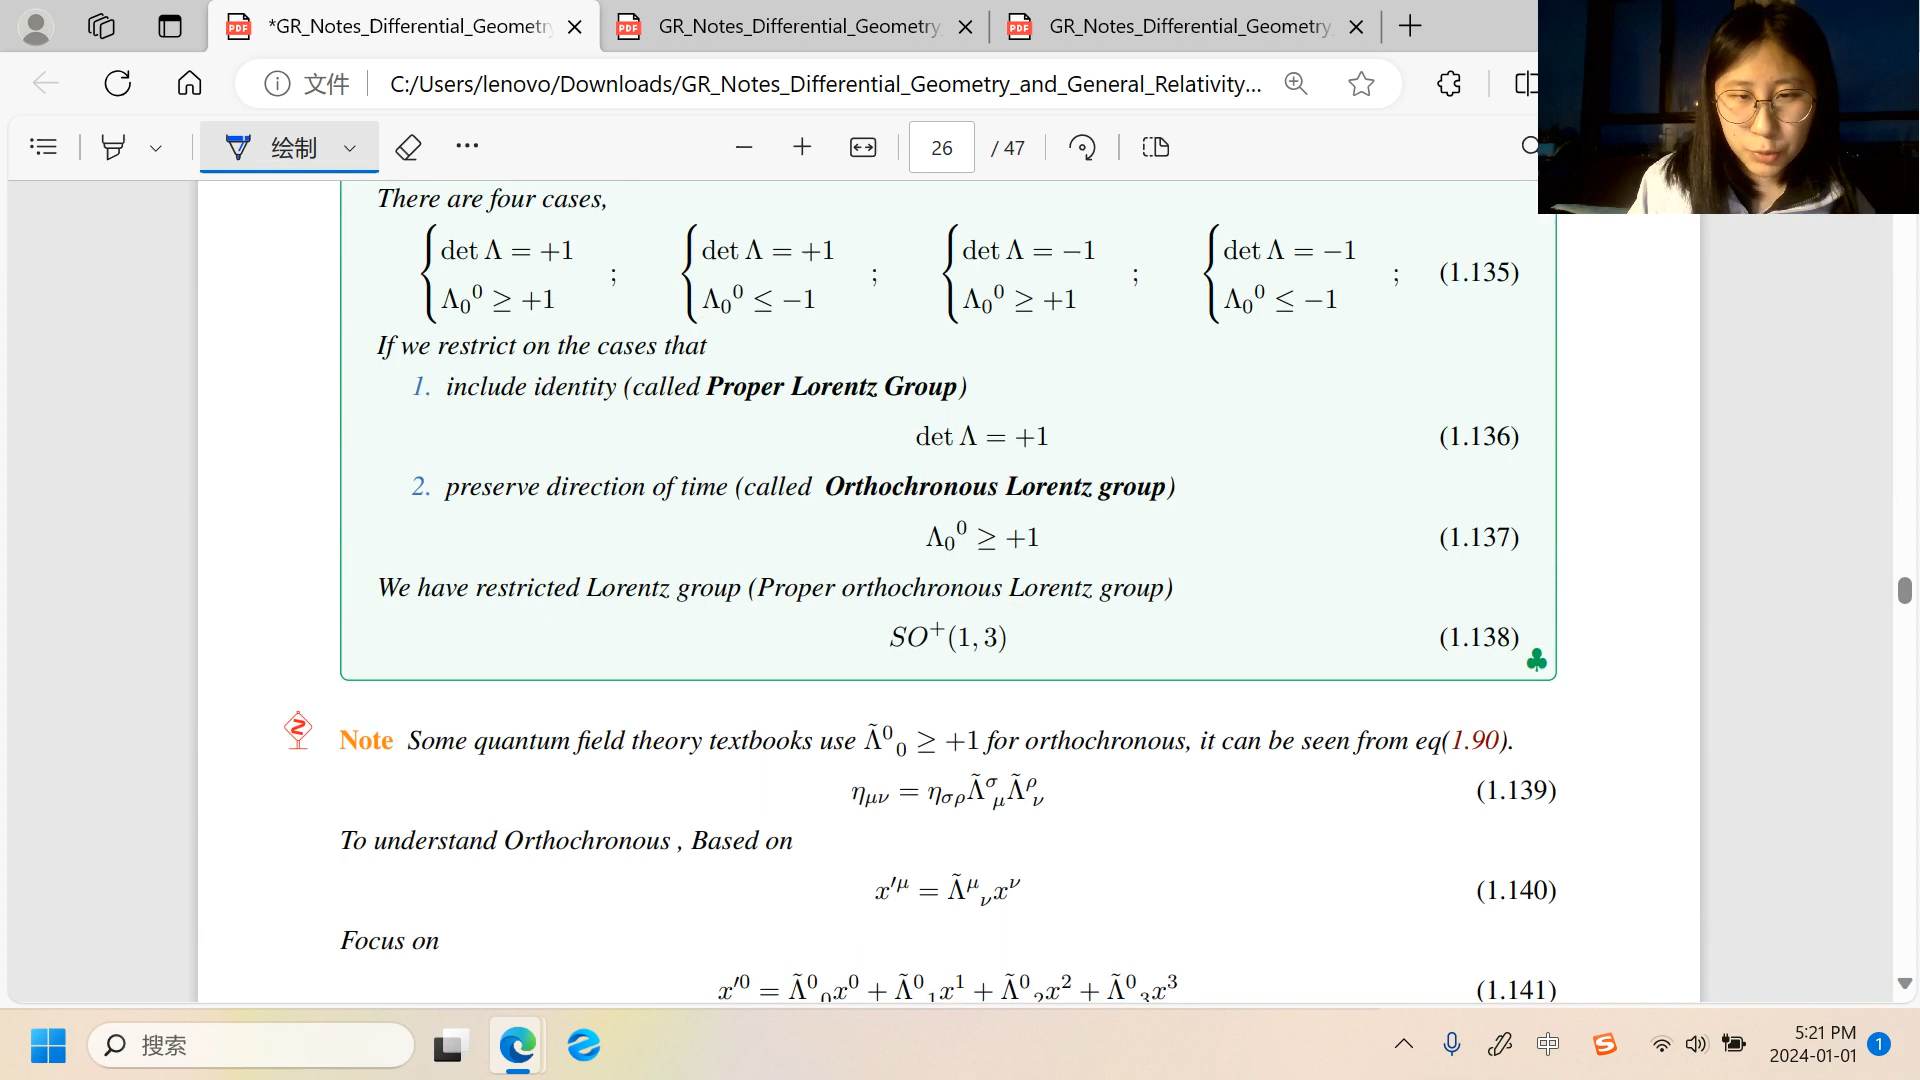 *GR_Notes_Differential_Geometr
GR_Notes_Differential_Geometry_
GR_Notes_Differential_Geometry_
文件
C:/Users/lenovo/Downloads/GR_Notes_Differential_Geometry_and_General_Relativity...
绘制
26 / 47
There are four cases,
{det Λ = +1 ; {det Λ = +1 ; {det Λ = −1 ; {det Λ = −1 ; (1.135)
Λ₀⁰ ≥ +1 Λ₀⁰ ≤ −1 Λ₀⁰ ≥ +1 Λ₀⁰ ≤ −1
If we restrict on the cases that
1. include identity (called Proper Lorentz Group)
det Λ = +1 (1.136)
2. preserve direction of time (called Orthochronous Lorentz group)
Λ₀⁰ ≥ +1 (1.137)
We have restricted Lorentz group (Proper orthochronous Lorentz group)
SO⁺(1, 3) (1.138)
Note Some quantum field theory textbooks use Λ̃⁰₀ ≥ +1 for orthochronous, it can be seen from eq(1.90).
η_μν = η_σρ Λ̃^σ_μ Λ̃^ρ_ν (1.139)
To understand Orthochronous , Based on
x′^μ = Λ̃^μ_ν x^ν (1.140)
Focus on
x′⁰ = Λ̃⁰₀x⁰ + Λ̃⁰₁x¹ + Λ̃⁰₂x² + Λ̃⁰₃x³ (1.141)
搜索
中
5:21 PM
2024-01-01
1